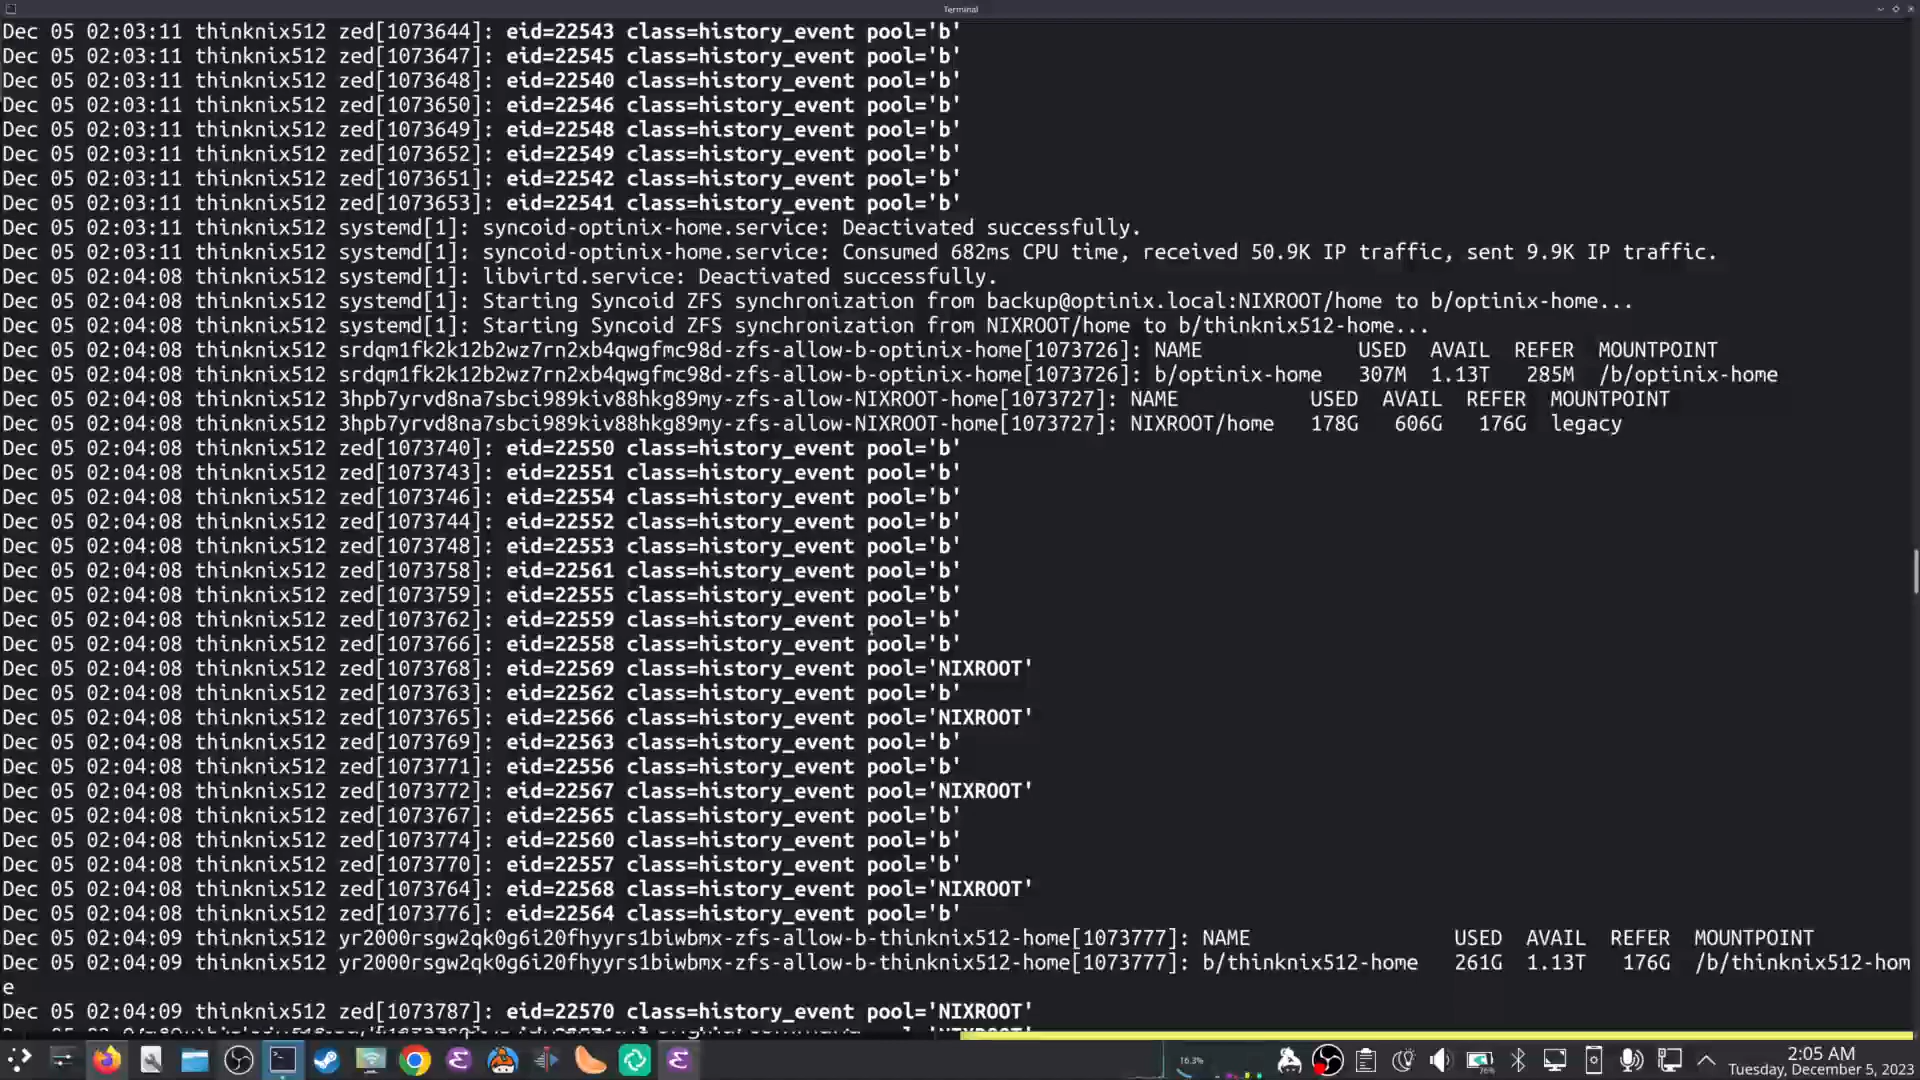 Terminal
Dec 05 02:03:11 thinknix512 zed[1073644]: eid=22543 class=history_event pool='b'
Dec 05 02:03:11 thinknix512 zed[1073647]: eid=22545 class=history_event pool='b'
Dec 05 02:03:11 thinknix512 zed[1073648]: eid=22540 class=history_event pool='b'
Dec 05 02:03:11 thinknix512 zed[1073650]: eid=22546 class=history_event pool='b'
Dec 05 02:03:11 thinknix512 zed[1073649]: eid=22548 class=history_event pool='b'
Dec 05 02:03:11 thinknix512 zed[1073652]: eid=22549 class=history_event pool='b'
Dec 05 02:03:11 thinknix512 zed[1073651]: eid=22542 class=history_event pool='b'
Dec 05 02:03:11 thinknix512 zed[1073653]: eid=22541 class=history_event pool='b'
Dec 05 02:03:11 thinknix512 systemd[1]: syncoid-optinix-home.service: Deactivated successfully.
Dec 05 02:03:11 thinknix512 systemd[1]: syncoid-optinix-home.service: Consumed 682ms CPU time, received 50.9K IP traffic, sent 9.9K IP traffic.
Dec 05 02:04:08 thinknix512 systemd[1]: libvirtd.service: Deactivated successfully.
Dec 05 02:04:08 thinknix512 systemd[1]: Starting Syncoid ZFS synchronization from backup@optinix.local:NIXROOT/home to b/optinix-home...
Dec 05 02:04:08 thinknix512 systemd[1]: Starting Syncoid ZFS synchronization from NIXROOT/home to b/thinknix512-home...
Dec 05 02:04:08 thinknix512 srdqm1fk2k12b2wz7rn2xb4qwgfmc98d-zfs-allow-b-optinix-home[1073726]: NAME USED AVAIL REFER MOUNTPOINT
Dec 05 02:04:08 thinknix512 srdqm1fk2k12b2wz7rn2xb4qwgfmc98d-zfs-allow-b-optinix-home[1073726]: b/optinix-home 307M 1.13T 285M /b/optinix-home
Dec 05 02:04:08 thinknix512 3hpb7yrvd8na7sbci989kiv88hkg89my-zfs-allow-NIXROOT-home[1073727]: NAME USED AVAIL REFER MOUNTPOINT
Dec 05 02:04:08 thinknix512 3hpb7yrvd8na7sbci989kiv88hkg89my-zfs-allow-NIXROOT-home[1073727]: NIXROOT/home 178G 606G 176G legacy
Dec 05 02:04:08 thinknix512 zed[1073740]: eid=22550 class=history_event pool='b'
Dec 05 02:04:08 thinknix512 zed[1073743]: eid=22551 class=history_event pool='b'
Dec 05 02:04:08 thinknix512 zed[1073746]: eid=22554 class=history_event pool='b'
Dec 05 02:04:08 thinknix512 zed[1073744]: eid=22552 class=history_event pool='b'
Dec 05 02:04:08 thinknix512 zed[1073748]: eid=22553 class=history_event pool='b'
Dec 05 02:04:08 thinknix512 zed[1073758]: eid=22561 class=history_event pool='b'
Dec 05 02:04:08 thinknix512 zed[1073759]: eid=22555 class=history_event pool='b'
Dec 05 02:04:08 thinknix512 zed[1073762]: eid=22559 class=history_event pool='b'
Dec 05 02:04:08 thinknix512 zed[1073766]: eid=22558 class=history_event pool='b'
Dec 05 02:04:08 thinknix512 zed[1073768]: eid=22569 class=history_event pool='NIXROOT'
Dec 05 02:04:08 thinknix512 zed[1073763]: eid=22562 class=history_event pool='b'
Dec 05 02:04:08 thinknix512 zed[1073765]: eid=22566 class=history_event pool='NIXROOT'
Dec 05 02:04:08 thinknix512 zed[1073769]: eid=22563 class=history_event pool='b'
Dec 05 02:04:08 thinknix512 zed[1073771]: eid=22556 class=history_event pool='b'
Dec 05 02:04:08 thinknix512 zed[1073772]: eid=22567 class=history_event pool='NIXROOT'
Dec 05 02:04:08 thinknix512 zed[1073767]: eid=22565 class=history_event pool='b'
Dec 05 02:04:08 thinknix512 zed[1073774]: eid=22560 class=history_event pool='b'
Dec 05 02:04:08 thinknix512 zed[1073770]: eid=22557 class=history_event pool='b'
Dec 05 02:04:08 thinknix512 zed[1073764]: eid=22568 class=history_event pool='NIXROOT'
Dec 05 02:04:08 thinknix512 zed[1073776]: eid=22564 class=history_event pool='b'
Dec 05 02:04:09 thinknix512 yr2000rsgw2qk0g6i20fhyyrs1biwbmx-zfs-allow-b-thinknix512-home[1073777]: NAME USED AVAIL REFER MOUNTPOINT
Dec 05 02:04:09 thinknix512 yr2000rsgw2qk0g6i20fhyyrs1biwbmx-zfs-allow-b-thinknix512-home[1073777]: b/thinknix512-home 261G 1.13T 176G /b/thinknix512-hom
e
Dec 05 02:04:09 thinknix512 zed[1073787]: eid=22570 class=history_event pool='NIXROOT'
16.3%
76%
2:05 AM
Tuesday, December 5, 2023